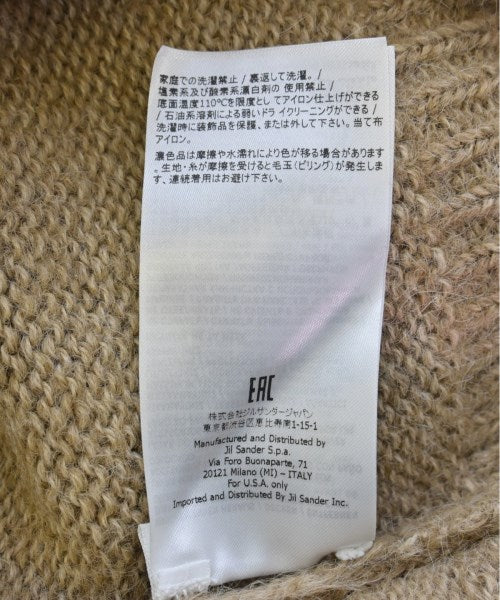 家庭での洗濯禁止 / 裏返して洗濯。/
塩素系及び酸素系漂白剤の 使用禁止 /
底面温度110℃を限度としてアイロン仕上げができる
/ 石油系溶剤による弱いドラ イクリーニングができる /
洗濯時に装飾品を保護、または外して下さい。当て布
アイロン。
濃色品は摩擦や水濡れにより色が移る場合があります
。生地・糸が摩擦を受けると毛玉(ピリング)が発生しま
す、連続着用はお避け下さい。
EAC
株式会社ジルサンダージャパン
東京都渋谷区恵比寿南1-15-1
Manufactured and Distributed by
Jil Sander S.p.a.
Via Foro Buonaparte, 71
20121 Milano (MI) – ITALY
For U.S.A. only
Imported and Distributed By Jil Sander Inc.